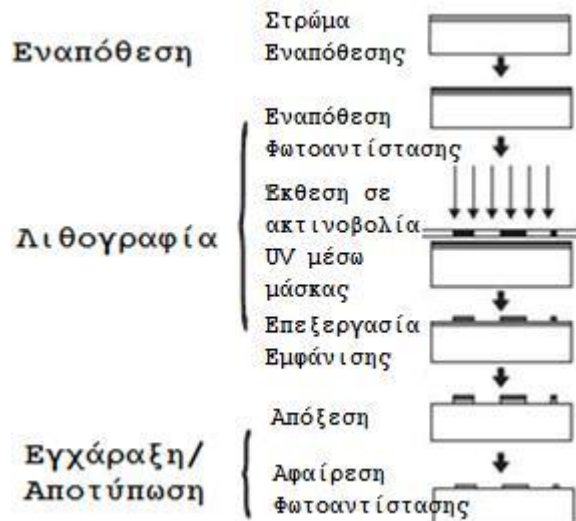 Εναπόθεση
Στρώμα
Εναπόθεσης
Λιθογραφία
Εναπόθεση
Φωτοαντίστασης
Έκθεση σε
ακτινοβολία
UV μέσω
μάσκας
Επεξεργασία
Εμφάνισης
Εγχάραξη/
Αποτύπωση
Απόξεση
Αφαίρεση
Φωτοαντίστασης